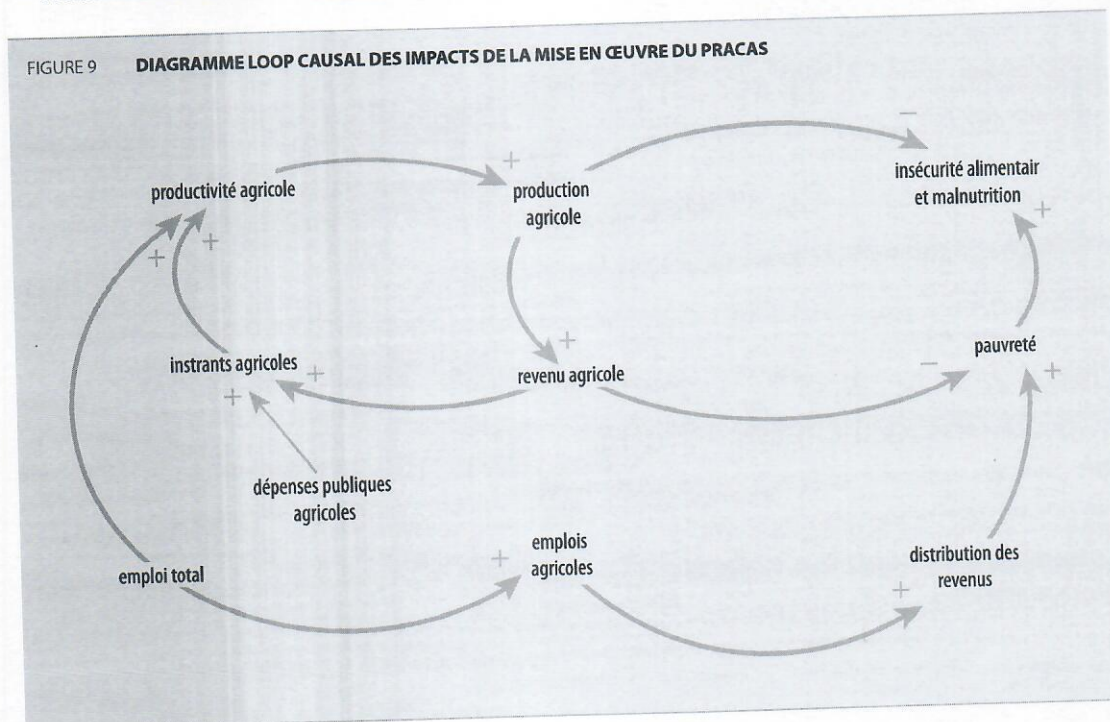 FIGURE 9 DIAGRAMME LOOP CAUSAL DES IMPACTS DE LA MISE EN ŒUVRE DU PRACAS
−
+
productivité agricole
production
agricole
insécurité alimentair
et malnutrition
+
+
+
instrants agricoles
+
+
revenu agricole
+
−
pauvreté
+
dépenses publiques
agricoles
emploi total
+
emplois
agricoles
distribution des
revenus
+